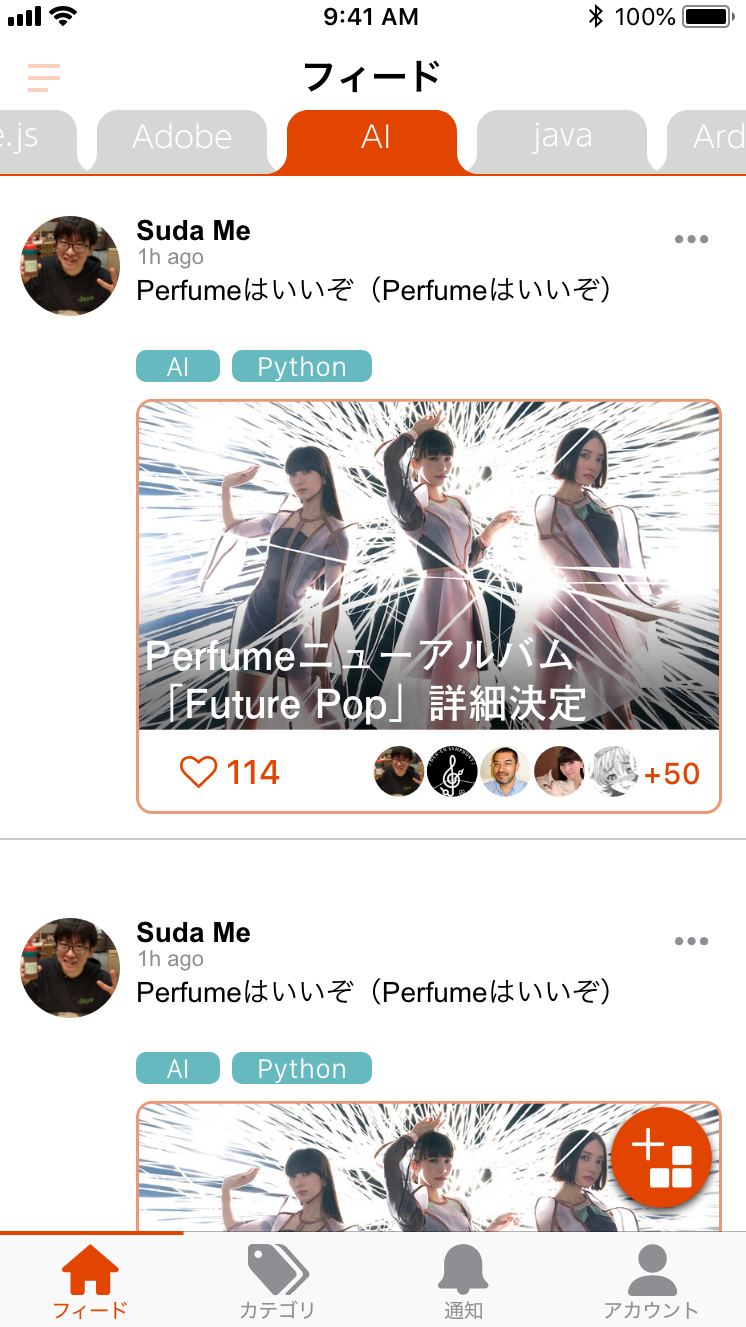 9:41 AM
100%
フィード
e.js
Adobe
AI
java
Ard
Suda Me
1h ago
Perfumeはいいぞ（Perfumeはいいぞ）
AI
Python
Perfumeニューアルバム
「Future Pop」詳細決定
114
+50
Suda Me
1h ago
Perfumeはいいぞ（Perfumeはいいぞ）
AI
Python
フィード
カテゴリ
通知
アカウント